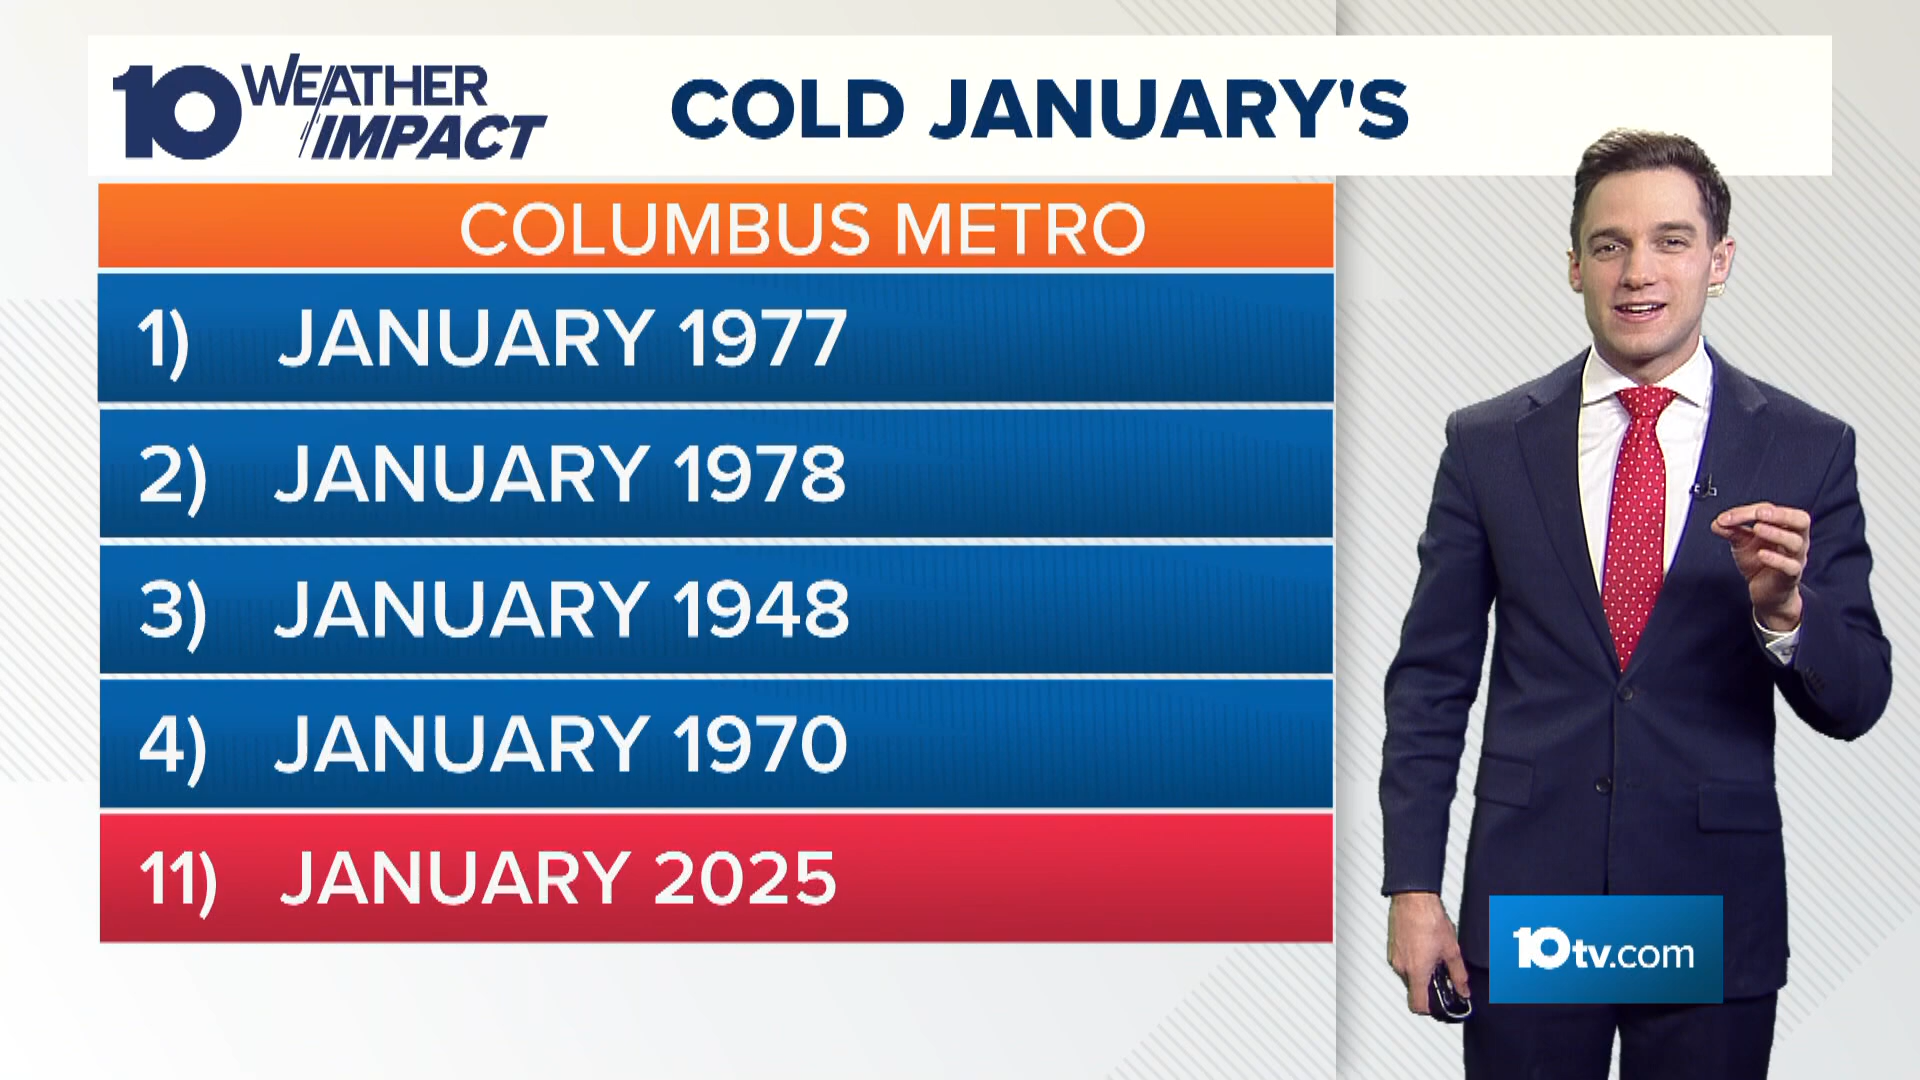 10 WEATHER IMPACT
COLD JANUARY'S
COLUMBUS METRO
1) JANUARY 1977
2) JANUARY 1978
3) JANUARY 1948
4) JANUARY 1970
11) JANUARY 2025
10tv.com